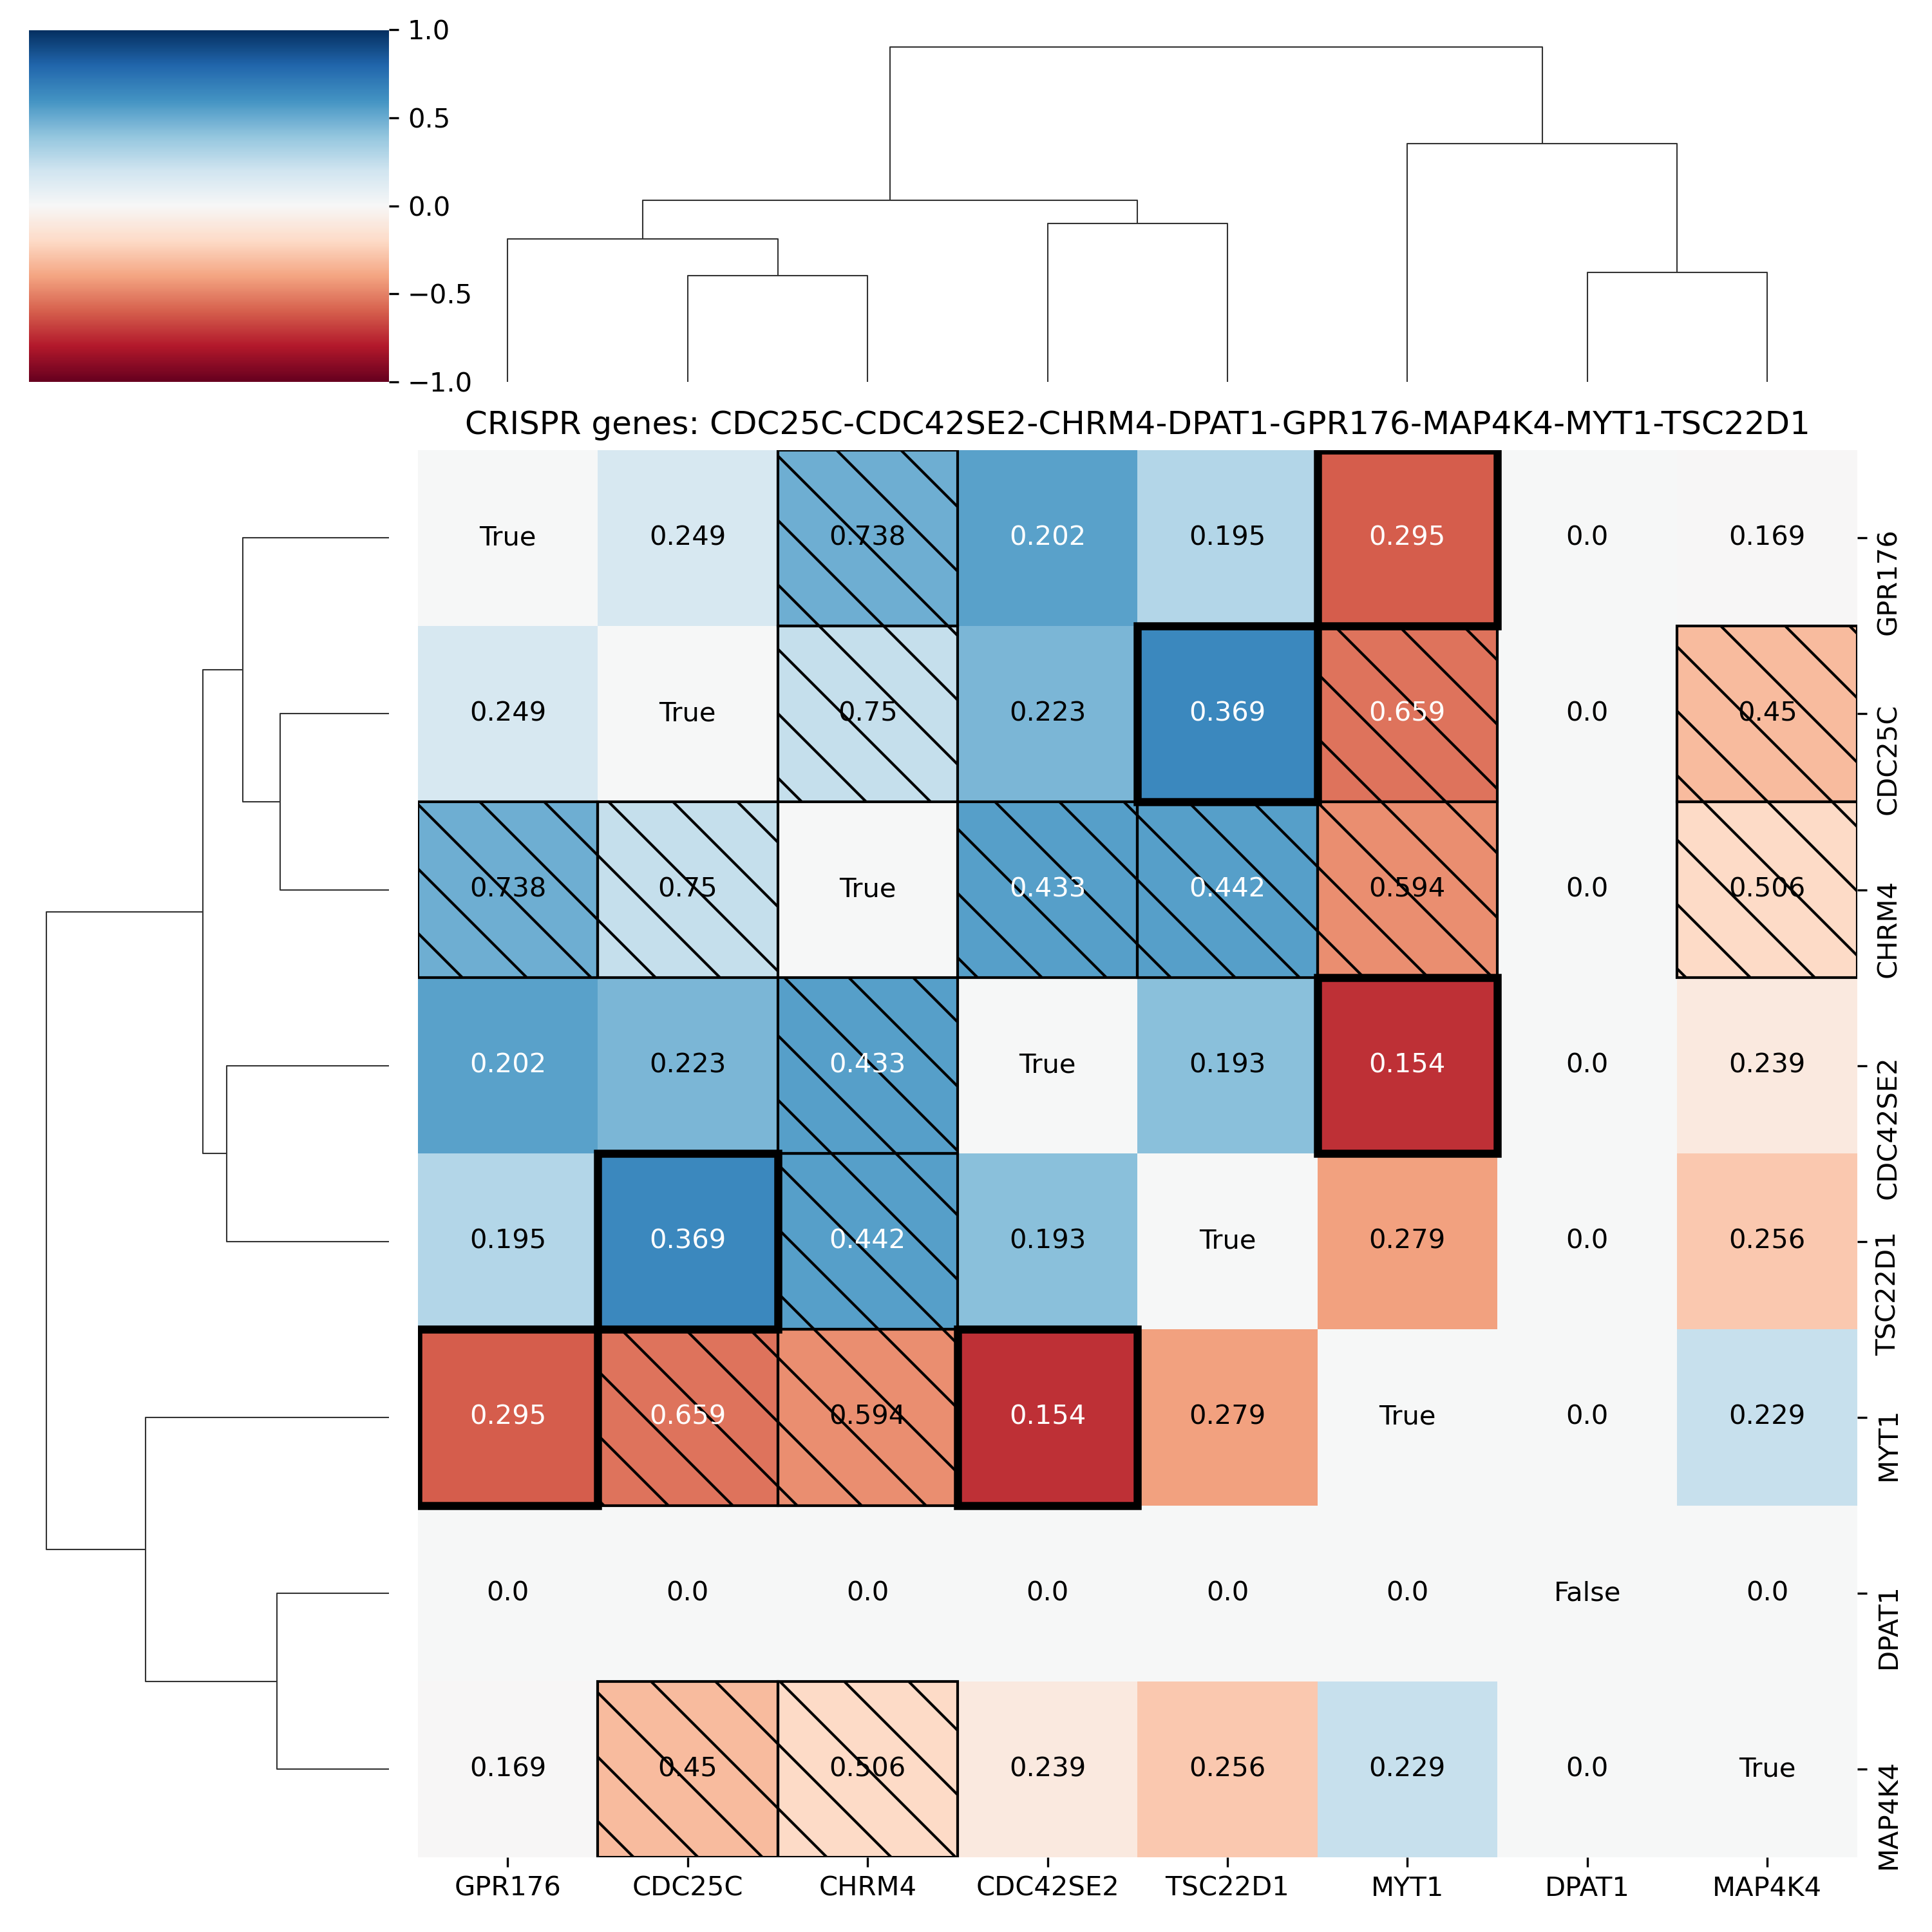 1.0
0.5
0.0
−0.5
−1.0
CRISPR genes: CDC25C-CDC42SE2-CHRM4-DPAT1-GPR176-MAP4K4-MYT1-TSC22D1
True 0.249 0.738 0.202 0.195 0.295 0.0 0.169 GPR176
0.249 True 0.75 0.223 0.369 0.659 0.0 0.45 CDC25C
0.738 0.75 True 0.433 0.442 0.594 0.0 0.506 CHRM4
0.202 0.223 0.433 True 0.193 0.154 0.0 0.239 CDC42SE2
0.195 0.369 0.442 0.193 True 0.279 0.0 0.256 TSC22D1
0.295 0.659 0.594 0.154 0.279 True 0.0 0.229 MYT1
0.0 0.0 0.0 0.0 0.0 0.0 False 0.0 DPAT1
0.169 0.45 0.506 0.239 0.256 0.229 0.0 True MAP4K4
GPR176 CDC25C CHRM4 CDC42SE2 TSC22D1 MYT1 DPAT1 MAP4K4